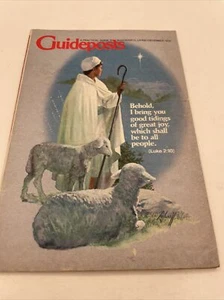 Guideposts
Behold,
I bring you
good tidings
of great joy,
which shall
be to all
people.
(Luke 2:10)